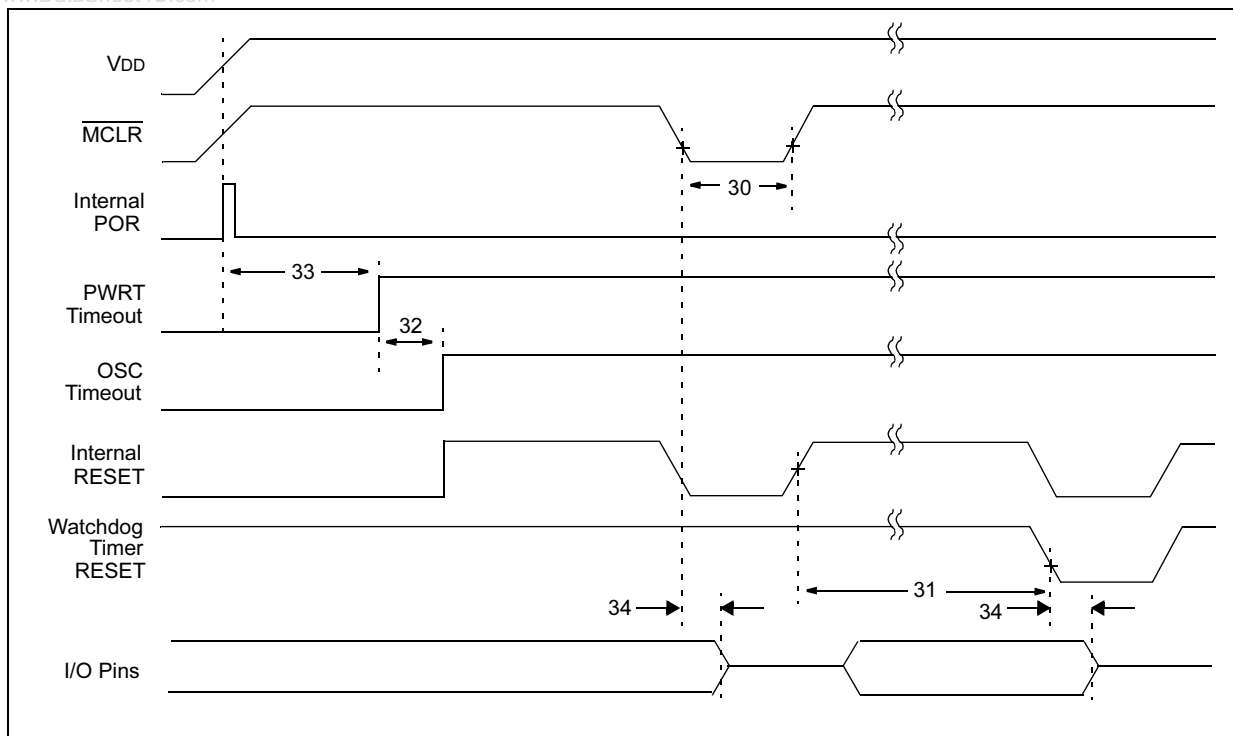 VDD
MCLR
30
Internal
POR
33
PWRT
Timeout
32
OSC
Timeout
Internal
RESET
Watchdog
Timer
RESET
31
34
34
I/O Pins